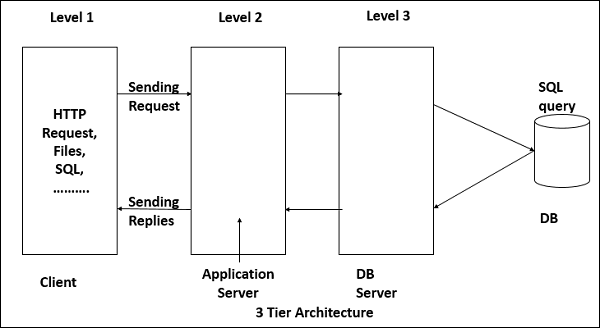 Level 1
Level 2
Level 3
Sending
Request
HTTP
Request,
Files,
SQL,
..........
SQL
query
Sending
Replies
DB
Client
Application
Server
DB
Server
3 Tier Architecture